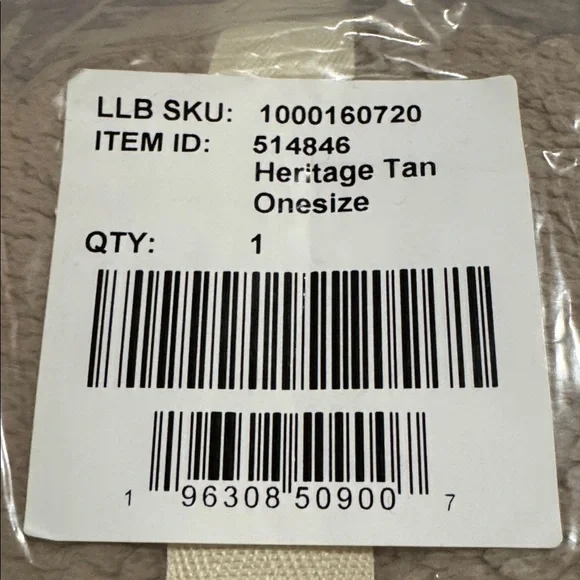 LLB SKU: 1000160720
ITEM ID: 514846
Heritage Tan
Onesize
QTY: 1
1 96308 50900 7